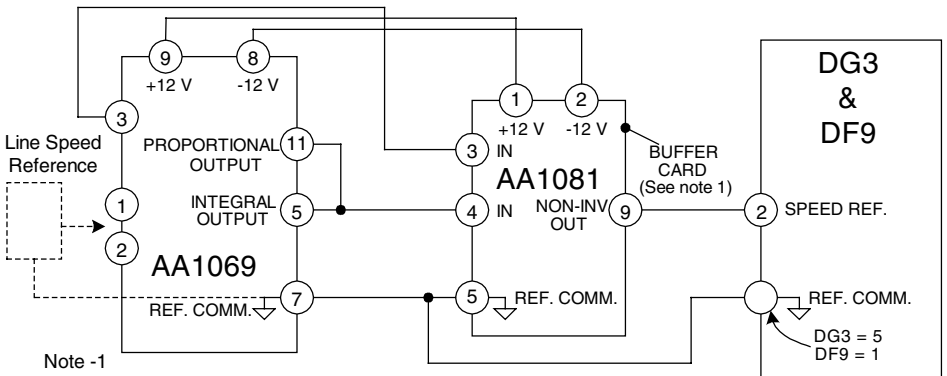 9
8
+12 V
-12 V
3
Line Speed
Reference
PROPORTIONAL
OUTPUT
11
1
2
INTEGRAL
OUTPUT
5
AA1069
REF. COMM.
7
Note -1
1
2
+12 V
-12 V
3
IN
AA1081
4
IN
NON-INV
OUT
9
5
REF. COMM.
BUFFER
CARD
(See note 1)
DG3
&
DF9
2
SPEED REF.
REF. COMM.
DG3 = 5
DF9 = 1